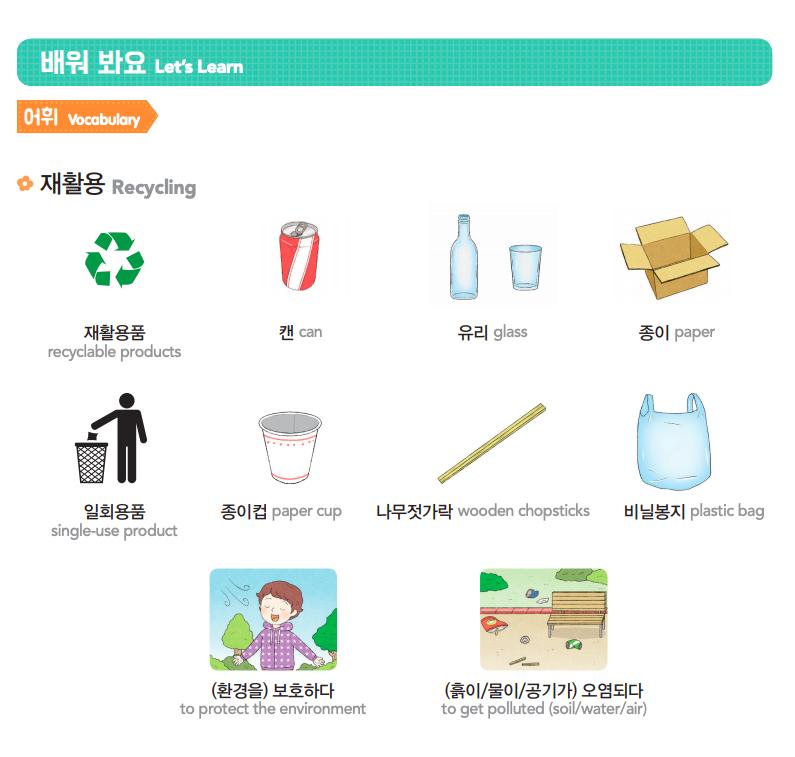 배워 봐요 Let's Learn
어휘 Vocabulary
재활용 Recycling
재활용품
recyclable products
캔 can
유리 glass
종이 paper
일회용품
single-use product
종이컵 paper cup
나무젓가락 wooden chopsticks
비닐봉지 plastic bag
(환경을) 보호하다
to protect the environment
(흙이/물이/공기가) 오염되다
to get polluted (soil/water/air)